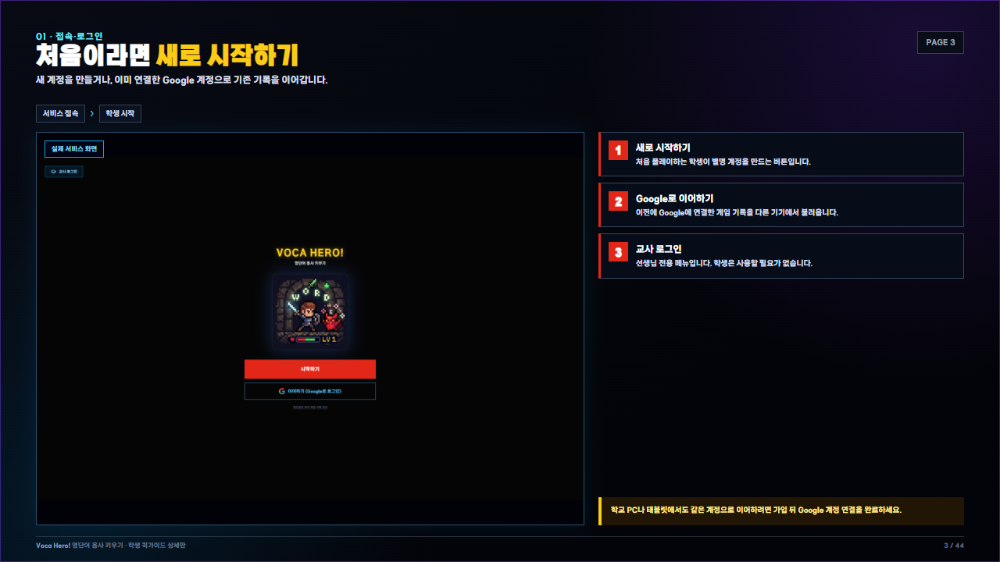 01 · 접속·로그인
처음이라면 새로 시작하기
새 계정을 만들거나, 이미 연결한 Google 계정으로 기존 기록을 이어갑니다.
PAGE 3
서비스 접속 › 학생 시작
실제 서비스 화면
교사 로그인
VOCA HERO!
영단어 용사 키우기
WORD
LV 1
시작하기
이어하기 (Google로 로그인)
1 새로 시작하기
처음 플레이하는 학생이 별명 계정을 만드는 버튼입니다.
2 Google로 이어하기
이전에 Google에 연결한 게임 기록을 다른 기기에서 불러옵니다.
3 교사 로그인
선생님 전용 메뉴입니다. 학생은 사용할 필요가 없습니다.
학교 PC나 태블릿에서도 같은 계정으로 이어하려면 가입 뒤 Google 계정 연결을 완료하세요.
Voca Hero! 영단어 용사 키우기 · 학생 퀵가이드 상세판
3 / 44